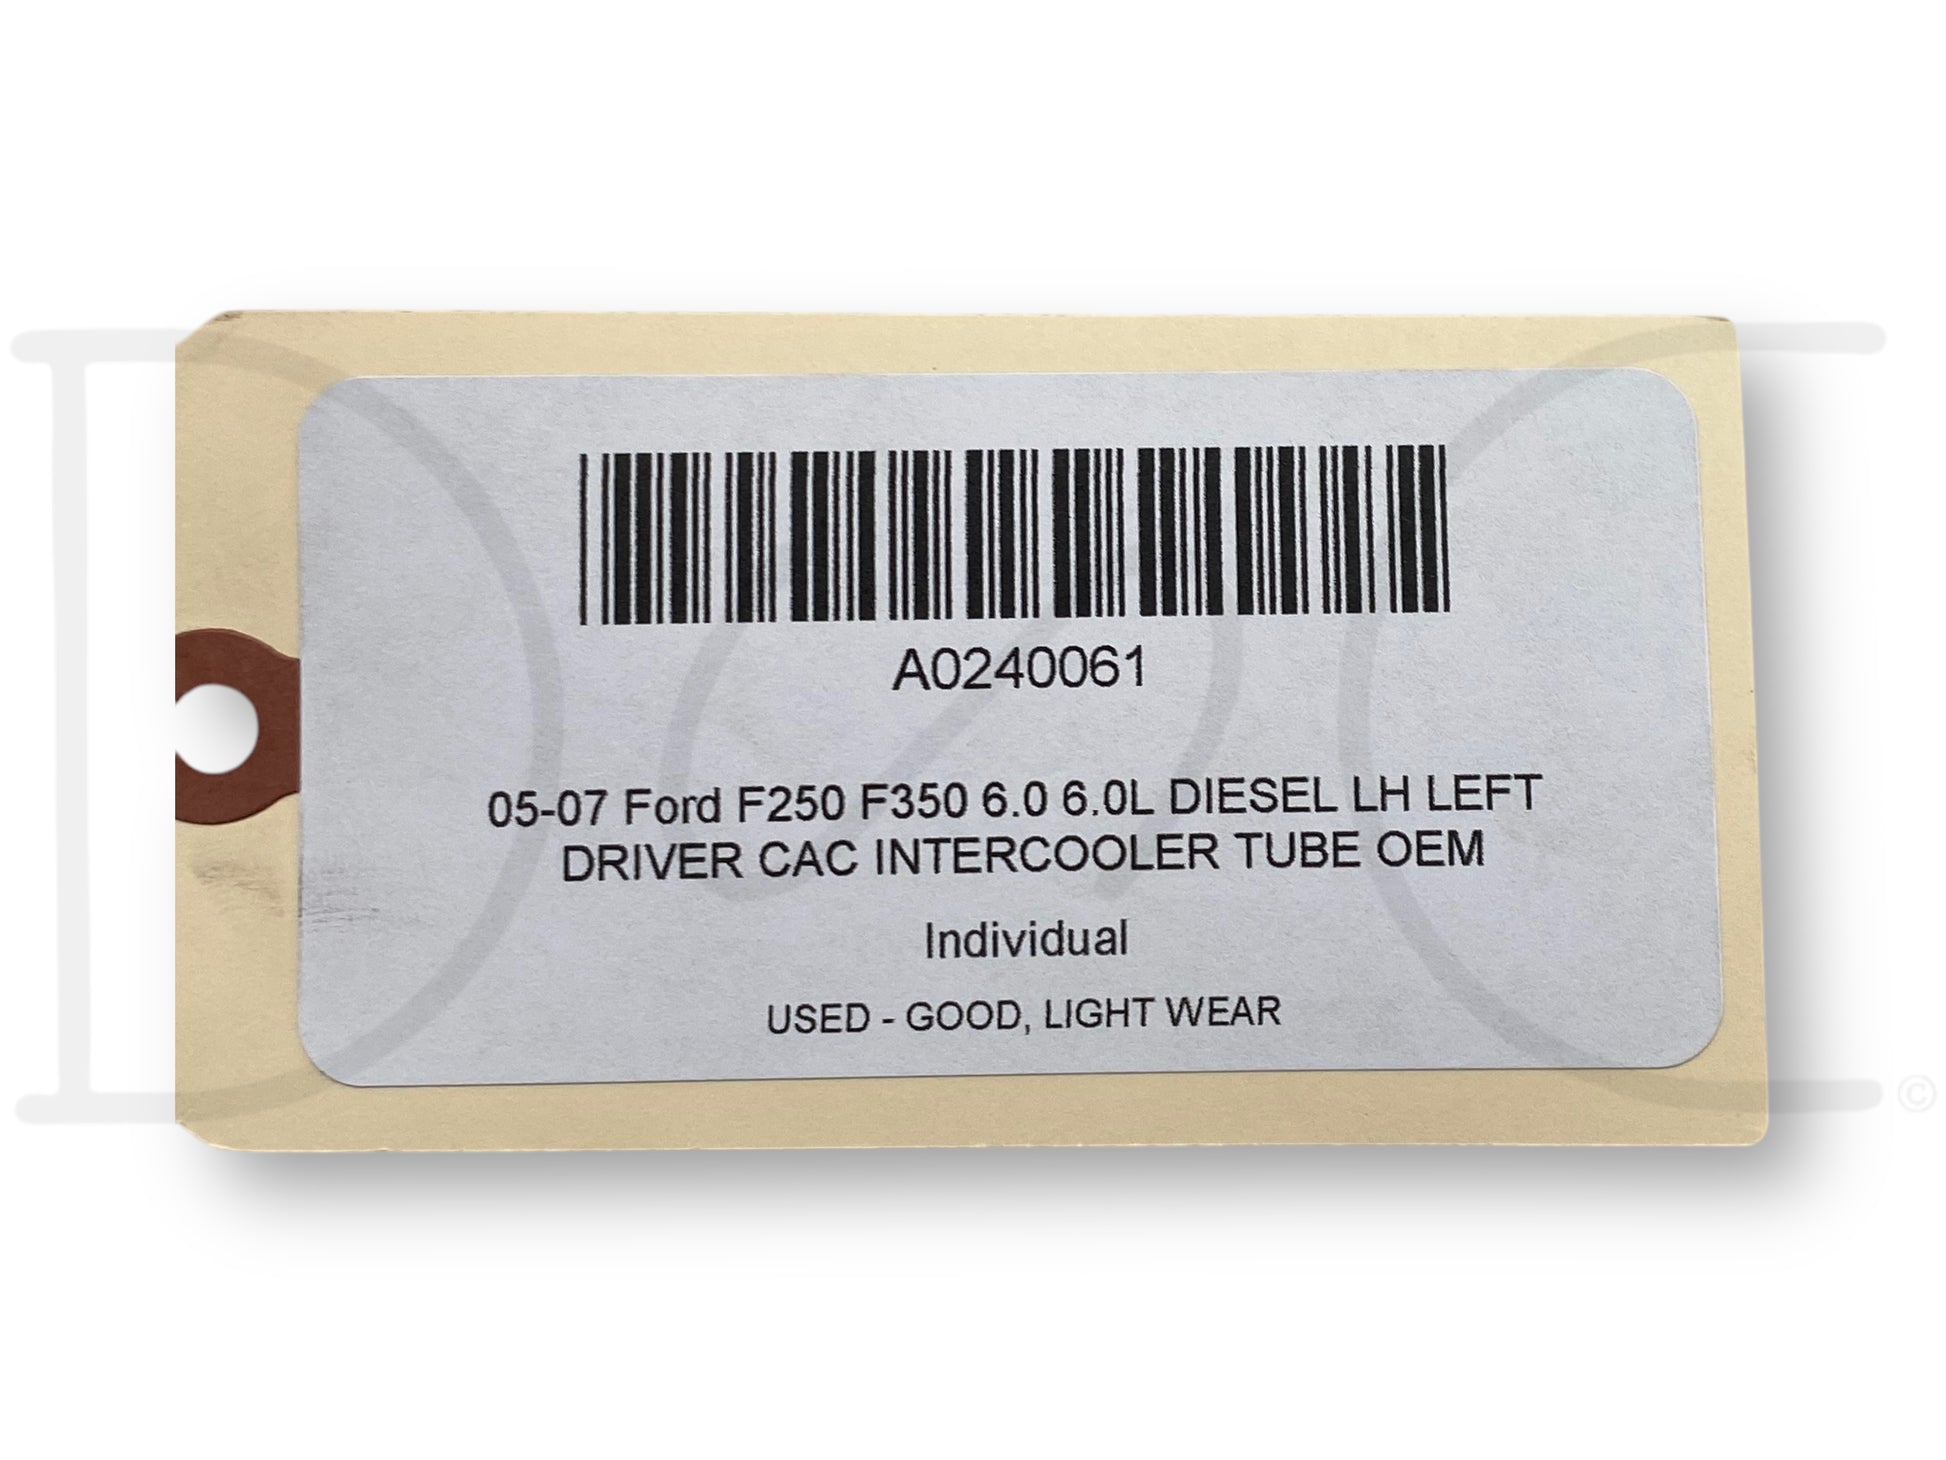 A0240061
05-07 Ford F250 F350 6.0 6.0L DIESEL LH LEFT
DRIVER CAC INTERCOOLER TUBE OEM
Individual
USED - GOOD, LIGHT WEAR
©